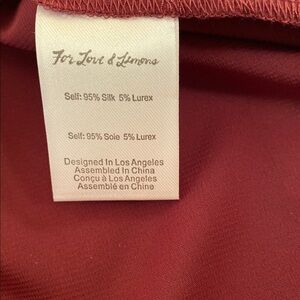 For Love & Lemons
Self: 95% Silk 5% Lurex
Self: 95% Soie 5% Lurex
Designed In Los Angeles
Assembled In China
Conçu à Los Angeles
Assemblé en Chine